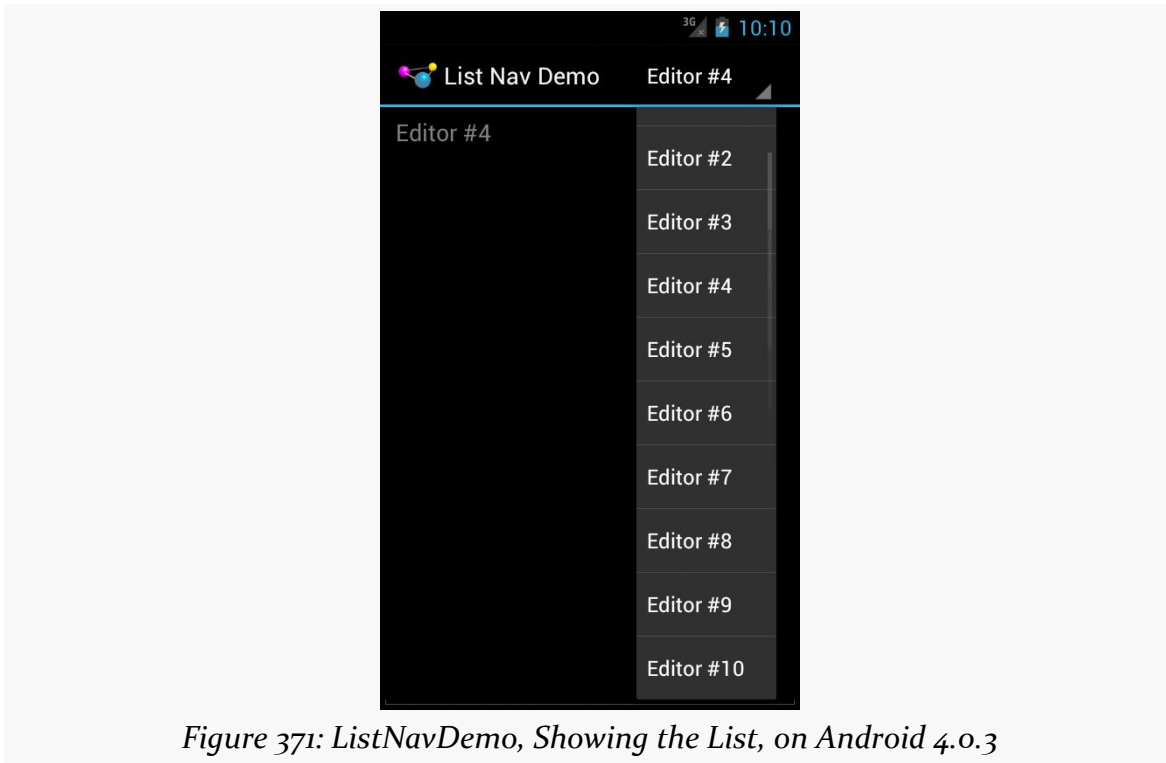 3G 10:10
List Nav Demo Editor #4
Editor #4
Editor #2
Editor #3
Editor #4
Editor #5
Editor #6
Editor #7
Editor #8
Editor #9
Editor #10
Figure 371: ListNavDemo, Showing the List, on Android 4.0.3